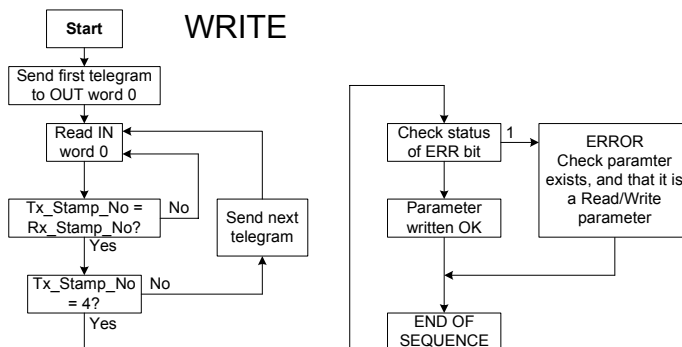 WRITE
Start
Send first telegram
to OUT word 0
Read IN
word 0
Tx_Stamp_No =
Rx_Stamp_No?
No
Yes
Send next
telegram
Tx_Stamp_No
= 4?
No
Yes
Check status
of ERR bit
1
ERROR
Check paramter
exists, and that it is
a Read/Write
parameter
Parameter
written OK
END OF
SEQUENCE